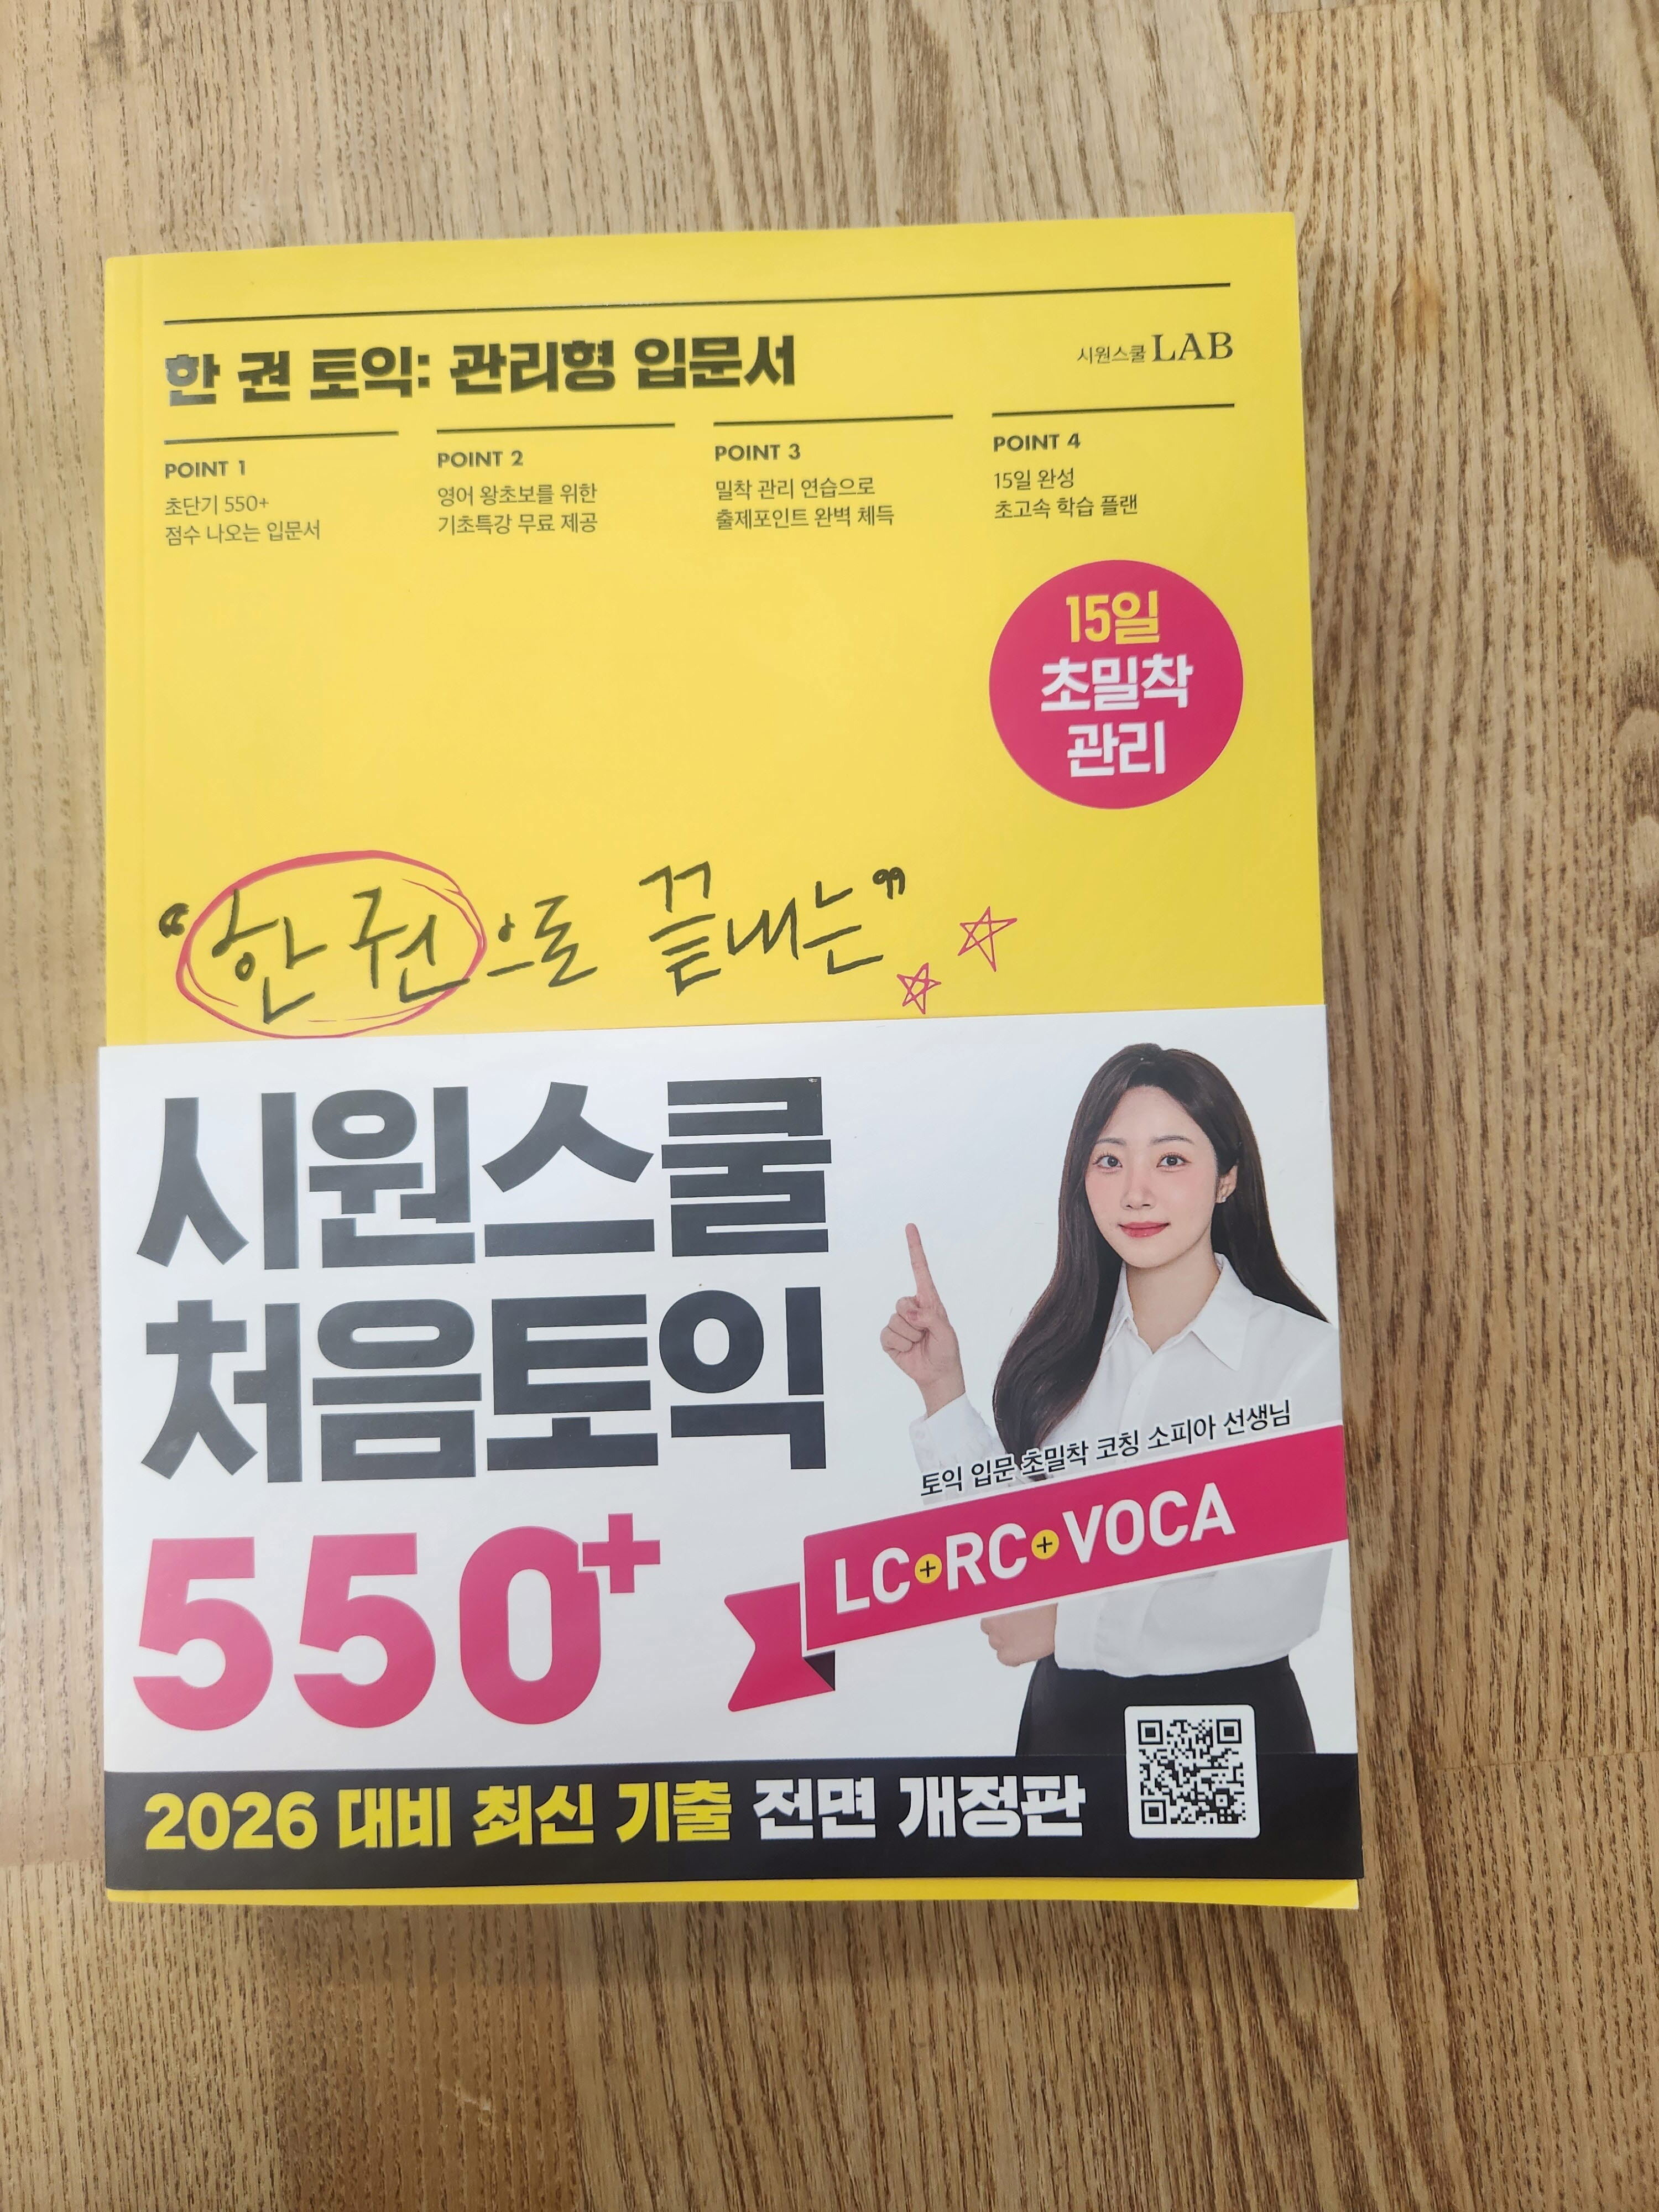 한 권 토익: 관리형 입문서
시원스쿨 LAB
POINT 1
초단기 550+
점수 나오는 입문서
POINT 2
영어 왕초보를 위한
기초특강 무료 제공
POINT 3
밀착 관리 연습으로
출제포인트 완벽 체득
POINT 4
15일 완성
초고속 학습 플랜
15일
초밀착
관리
“한 권으로 끝내는”
시원스쿨
처음토익
550+
토익 입문 초밀착 코칭 소피아 선생님
LC+RC+VOCA
2026 대비 최신 기출 전면 개정판